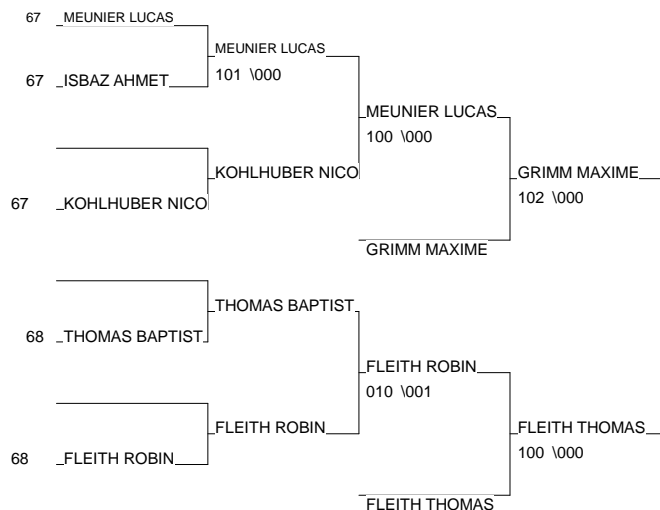 67 MEUNIER LUCAS
MEUNIER LUCAS
101 \000
67 ISBAZ AHMET
MEUNIER LUCAS
100 \000
KOHLHUBER NICO
GRIMM MAXIME
102 \000
67 KOHLHUBER NICO
GRIMM MAXIME
THOMAS BAPTIST
68 THOMAS BAPTIST
FLEITH ROBIN
010 \001
FLEITH ROBIN
FLEITH THOMAS
100 \000
68 FLEITH ROBIN
FLEITH THOMAS